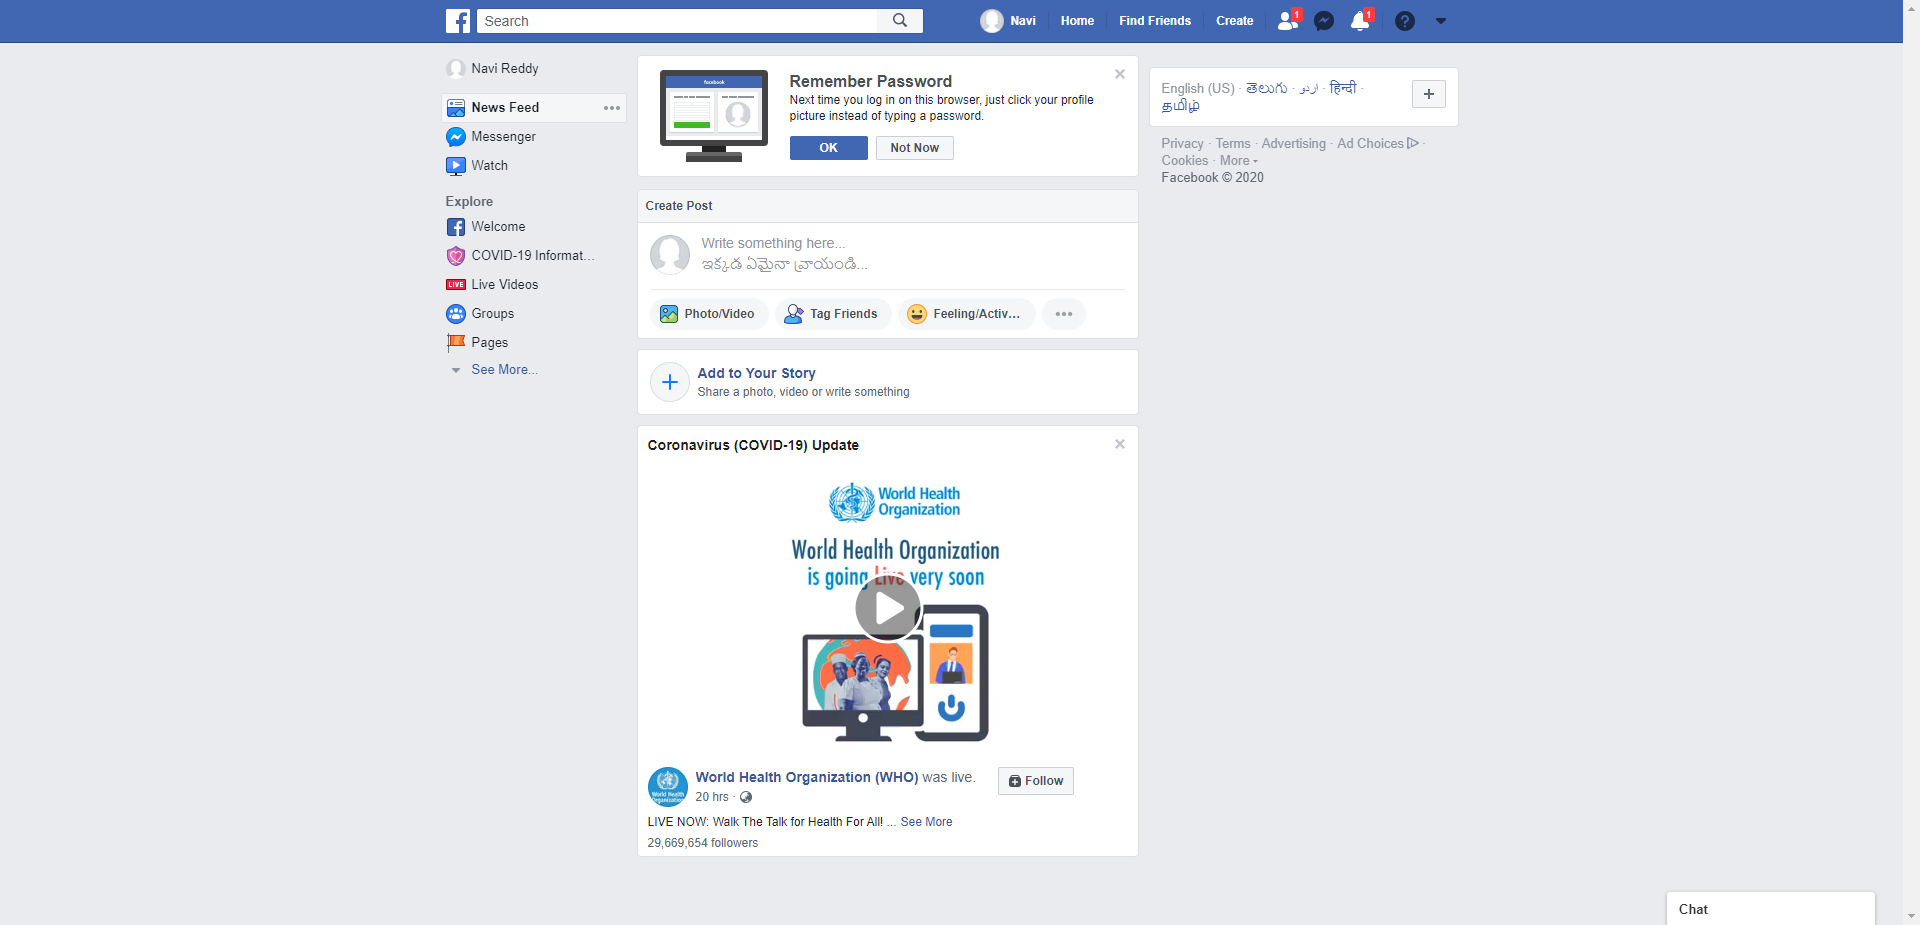 Search
Navi
Home
Find Friends
Create
1
1
Navi Reddy
News Feed
Messenger
Watch
Explore
Welcome
COVID-19 Informat...
LIVE Live Videos
Groups
Pages
See More...
facebook
Remember Password
Next time you log in on this browser, just click your profile
picture instead of typing a password.
OK
Not Now
Create Post
Write something here...
ఇక్కడ ఏమైనా వ్రాయండి...
Photo/Video
Tag Friends
Feeling/Activ...
Add to Your Story
Share a photo, video or write something
Coronavirus (COVID-19) Update
World Health
Organization
World Health Organization
is going Live very soon
World Health
Organization
World Health Organization (WHO) was live.
20 hrs ·
Follow
LIVE NOW: Walk The Talk for Health For All! ... See More
29,669,654 followers
English (US) · తెలుగు · اردو · हिन्दी ·
தமிழ்
Privacy · Terms · Advertising · Ad Choices ·
Cookies · More
Facebook © 2020
Chat